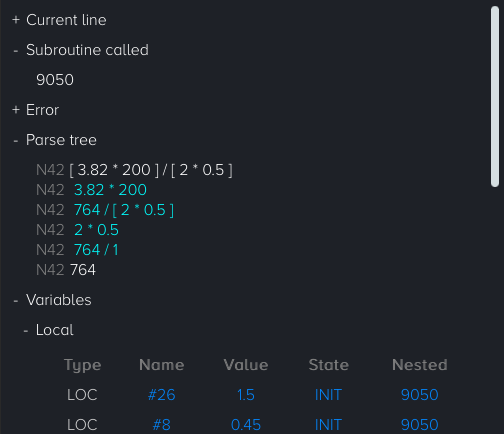 + Current line
- Subroutine called
9050
+ Error
- Parse tree
N42 [ 3.82 * 200 ] / [ 2 * 0.5 ]
N42 3.82 * 200
N42 764 / [ 2 * 0.5 ]
N42 2 * 0.5
N42 764 / 1
N42 764
- Variables
- Local
Type Name Value State Nested
LOC #26 1.5 INIT 9050
LOC #8 0.45 INIT 9050